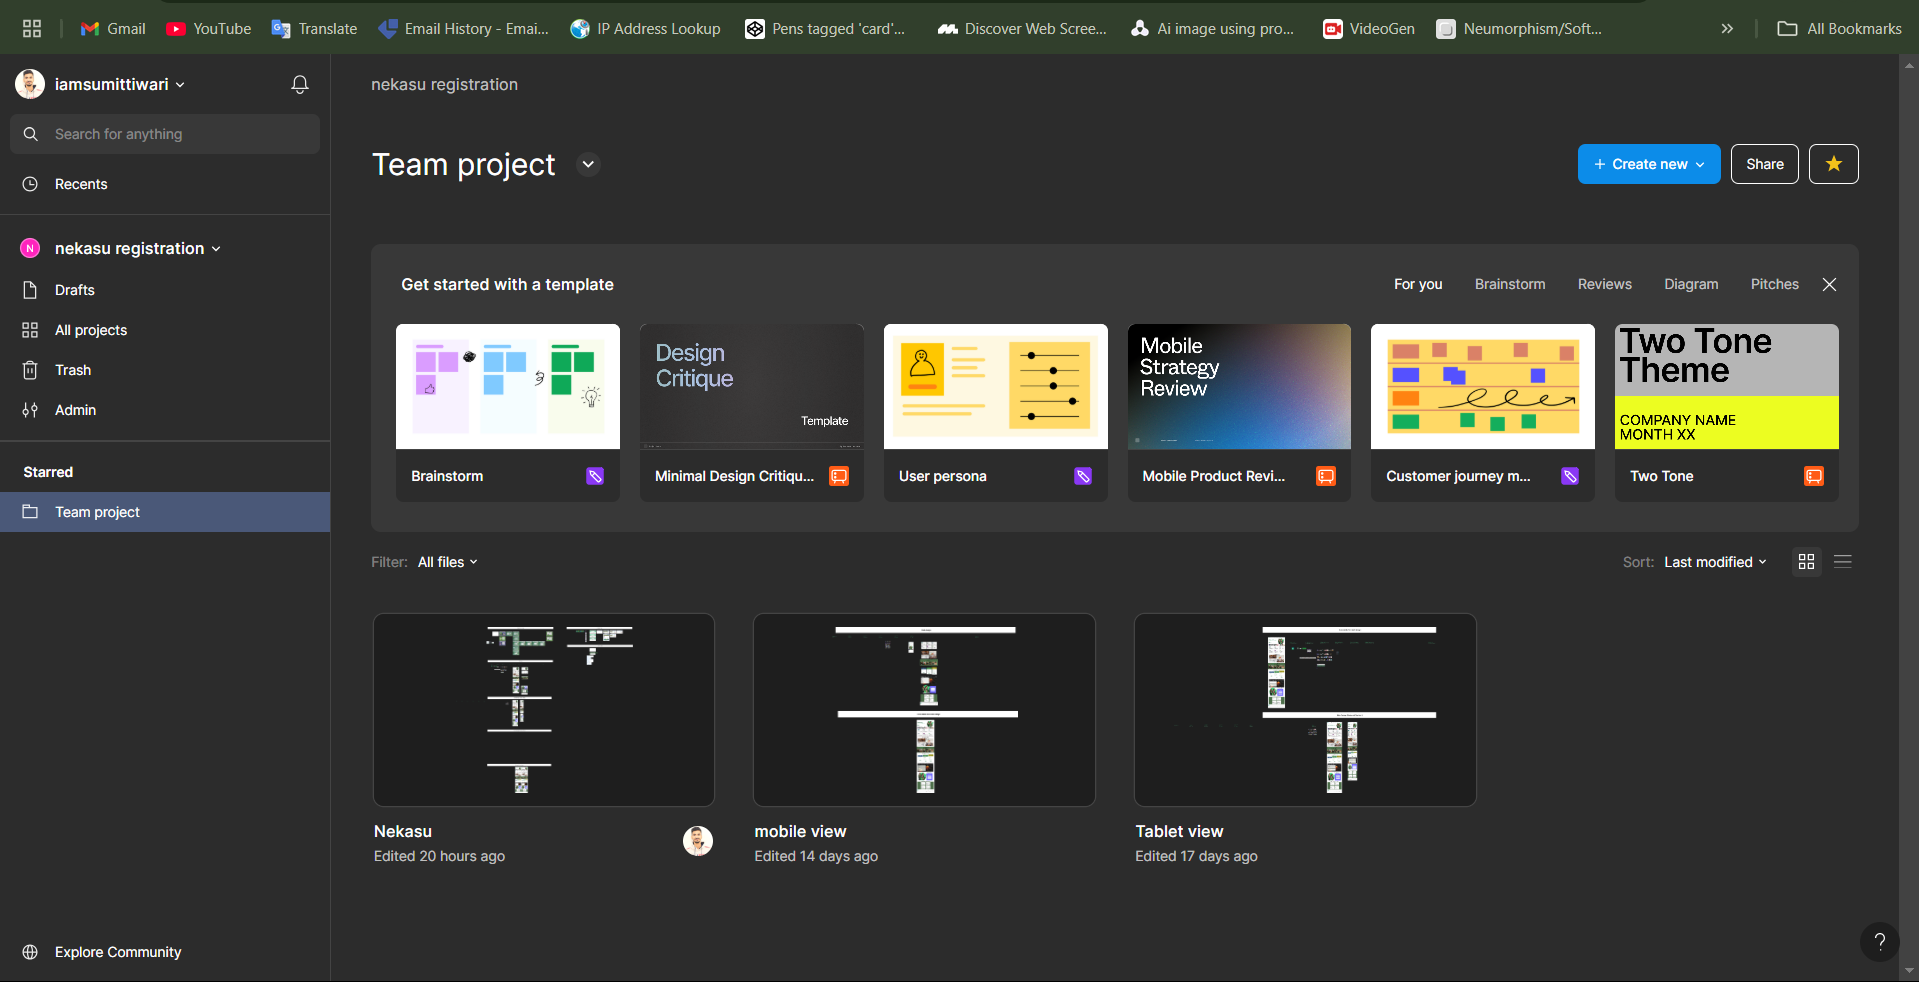 Gmail
YouTube
Translate
Email History - Emai...
IP Address Lookup
Pens tagged 'card'...
Discover Web Scree...
Ai image using pro...
VideoGen
Neumorphism/Soft...
All Bookmarks
iamsumittiwari
Search for anything
Recents
N
nekasu registration
Drafts
All projects
Trash
Admin
Starred
Team project
Explore Community
nekasu registration
Team project
+ Create new
Share
Get started with a template
For you
Brainstorm
Reviews
Diagram
Pitches
Design
Critique
Template
Mobile
Strategy
Review
Two Tone
Theme
COMPANY NAME
MONTH XX
Brainstorm
Minimal Design Critiqu...
User persona
Mobile Product Revi...
Customer journey m...
Two Tone
Filter: All files
Sort: Last modified
Nekasu
Edited 20 hours ago
mobile view
Edited 14 days ago
Tablet view
Edited 17 days ago
?